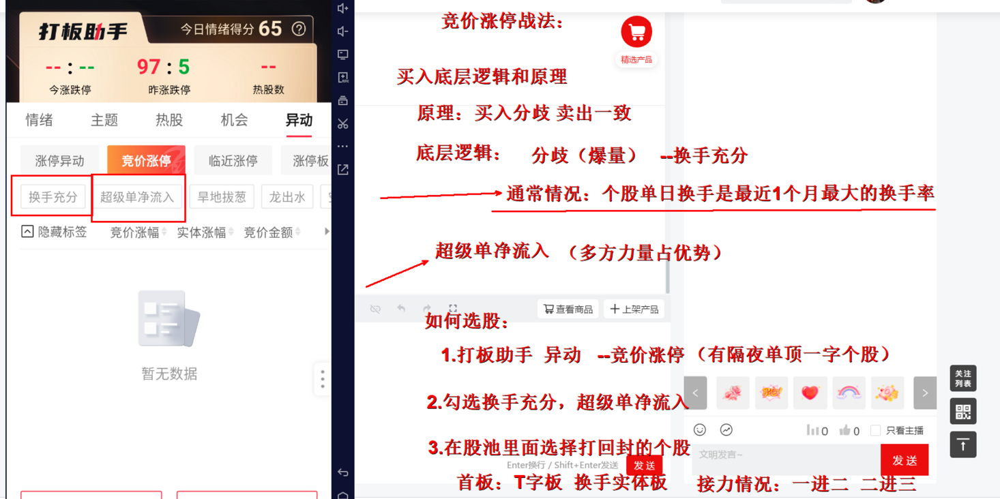 打板助手
今日情绪得分 65 ?
--:--
97:5
--
今涨跌停
昨涨跌停
热股数
情绪 主题 热股 机会 异动
涨停异动 竞价涨停 临近涨停 涨停板
换手充分 超级单净流入 旱地拔葱 龙出水
隐藏标签 竞价涨幅 实体涨幅 竞价金额
暂无数据
竞价涨停战法：
精选产品
买入底层逻辑和原理
原理：买入分歧 卖出一致
底层逻辑： 分歧（爆量） --换手充分
通常情况：个股单日换手是最近1个月最大的换手率
超级单净流入 （多方力量占优势）
查看商品 上架产品
如何选股：
1.打板助手 异动 --竞价涨停（有隔夜单顶一字个股）
2.勾选换手充分，超级单净流入
3.在股池里面选择打回封的个股
Enter换行 / Shift+Enter发送
发送
首板：T字板 换手实体板 接力情况：一进二 二进三
0 0 只看主播
文明发言~
发送
关注
列表